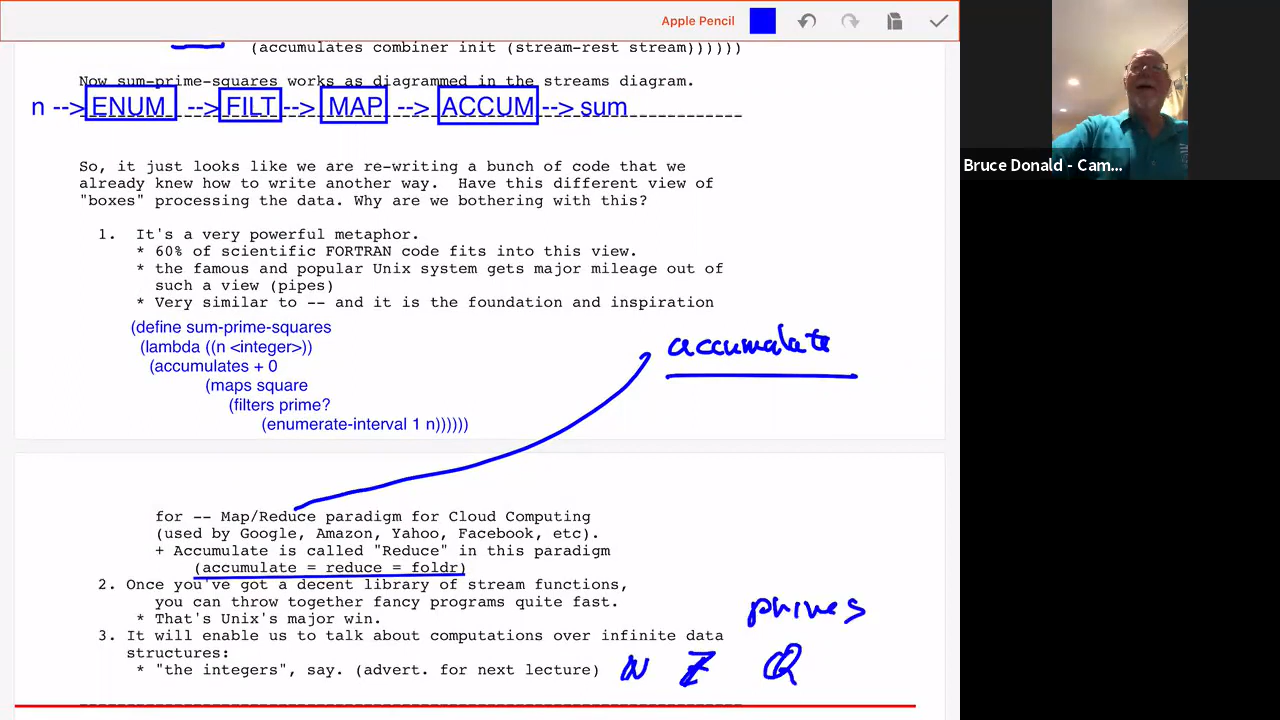 Apple Pencil
(accumulates combiner init (stream-rest stream))))))
Now sum-prime-squares works as diagrammed in the streams diagram.
n --> ENUM --> FILT --> MAP --> ACCUM --> sum
So, it just looks like we are re-writing a bunch of code that we
already knew how to write another way. Have this different view of
"boxes" processing the data. Why are we bothering with this?
1. It's a very powerful metaphor.
* 60% of scientific FORTRAN code fits into this view.
* the famous and popular Unix system gets major mileage out of
such a view (pipes)
* Very similar to -- and it is the foundation and inspiration
(define sum-prime-squares
(lambda ((n <integer>))
(accumulates + 0
(maps square
(filters prime?
(enumerate-interval 1 n))))))
accumulate
for -- Map/Reduce paradigm for Cloud Computing
(used by Google, Amazon, Yahoo, Facebook, etc).
+ Accumulate is called "Reduce" in this paradigm
(accumulate = reduce = foldr)
2. Once you've got a decent library of stream functions,
you can throw together fancy programs quite fast.
* That's Unix's major win.
primes
3. It will enable us to talk about computations over infinite data
structures:
* "the integers", say. (advert. for next lecture) N Z Q
Bruce Donald - Cam...